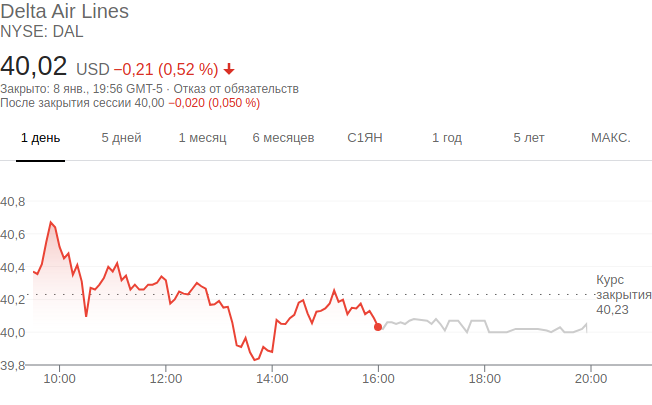 Delta Air Lines
NYSE: DAL
40,02 USD −0,21 (0,52 %)
Закрыто: 8 янв., 19:56 GMT-5 · Отказ от обязательств
После закрытия сессии 40,00 −0,020 (0,050 %)
1 день 5 дней 1 месяц 6 месяцев С1ЯН 1 год 5 лет МАКС.
40,8
40,6
40,4
40,2
40,0
39,8
Курс
закрытия
40,23
10:00 12:00 14:00 16:00 18:00 20:00